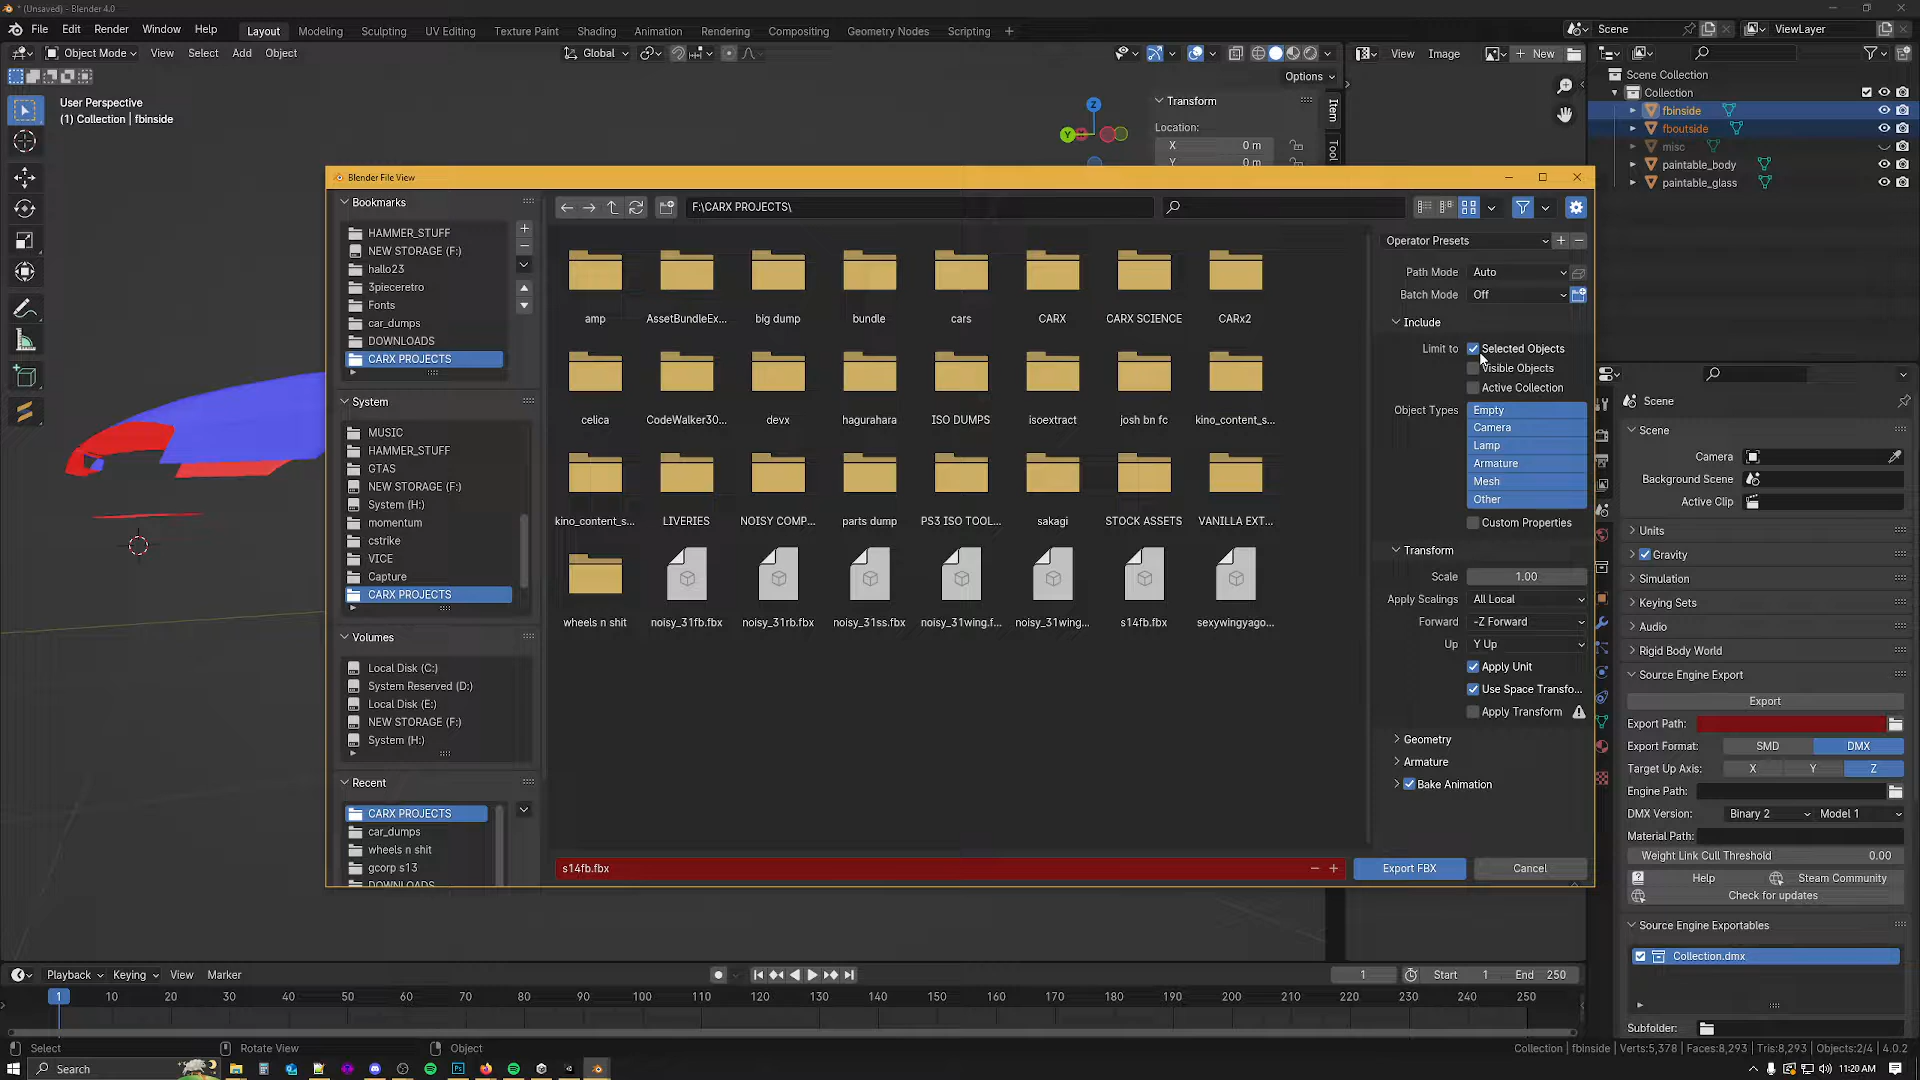 * (Unsaved) - Blender 4.0
File Edit Render Window Help Layout Modeling Sculpting UV Editing Texture Paint Shading Animation Rendering Compositing Geometry Nodes Scripting + Scene ViewLayer
Object Mode View Select Add Object Global View Image New
Options
User Perspective
(1) Collection | fbinside
Transform
Location:
X 0 m
Y 0 m
Item
Tool
Z
Y
Scene Collection
Collection
fbinside
fboutside
misc
paintable_body
paintable_glass
Blender File View
Bookmarks
HAMMER_STUFF
NEW STORAGE (F:)
hallo23
3pieceretro
Fonts
car_dumps
DOWNLOADS
CARX PROJECTS
System
MUSIC
HAMMER_STUFF
GTAS
NEW STORAGE (F:)
System (H:)
momentum
cstrike
VICE
Capture
CARX PROJECTS
Volumes
Local Disk (C:)
System Reserved (D:)
Local Disk (E:)
NEW STORAGE (F:)
System (H:)
Recent
CARX PROJECTS
car_dumps
wheels n shit
gcorp s13
DOWNLOADS
F:\CARX PROJECTS\
amp AssetBundleEx... big dump bundle cars CARX CARX SCIENCE CARx2
celica CodeWalker30... devx hagurahara ISO DUMPS isoextract josh bn fc kino_content_s...
kino_content_s... LIVERIES NOISY COMP... parts dump PS3 ISO TOOL... sakagi STOCK ASSETS VANILLA EXT...
wheels n shit noisy_31fb.fbx noisy_31rb.fbx noisy_31ss.fbx noisy_31wing.f... noisy_31wing... s14fb.fbx sexywingyago...
s14fb.fbx
Export FBX Cancel
Operator Presets
Path Mode Auto
Batch Mode Off
Include
Limit to Selected Objects
Visible Objects
Active Collection
Object Types Empty
Camera
Lamp
Armature
Mesh
Other
Custom Properties
Transform
Scale 1.00
Apply Scalings All Local
Forward -Z Forward
Up Y Up
Apply Unit
Use Space Transfo...
Apply Transform
Geometry
Armature
Bake Animation
Scene
Scene
Camera
Background Scene
Active Clip
Units
Gravity
Simulation
Keying Sets
Audio
Rigid Body World
Source Engine Export
Export
Export Path:
Export Format: SMD DMX
Target Up Axis: X Y Z
Engine Path:
DMX Version: Binary 2 Model 1
Material Path:
Weight Link Cull Threshold 0.00
Help Steam Community
Check for updates
Source Engine Exportables
Collection.dmx
Subfolder:
Playback Keying View Marker 1 Start 1 End 250
1 10 20 30 40 50 60 70 80 90 100 110 120 130 140 150 160 170 180 190 200 210 220 230 240 250
Select Rotate View Object Collection | fbinside | Verts:5,378 | Faces:8,293 | Tris:8,293 | Objects:2/4 | 4.0.2
Search 11:20 AM